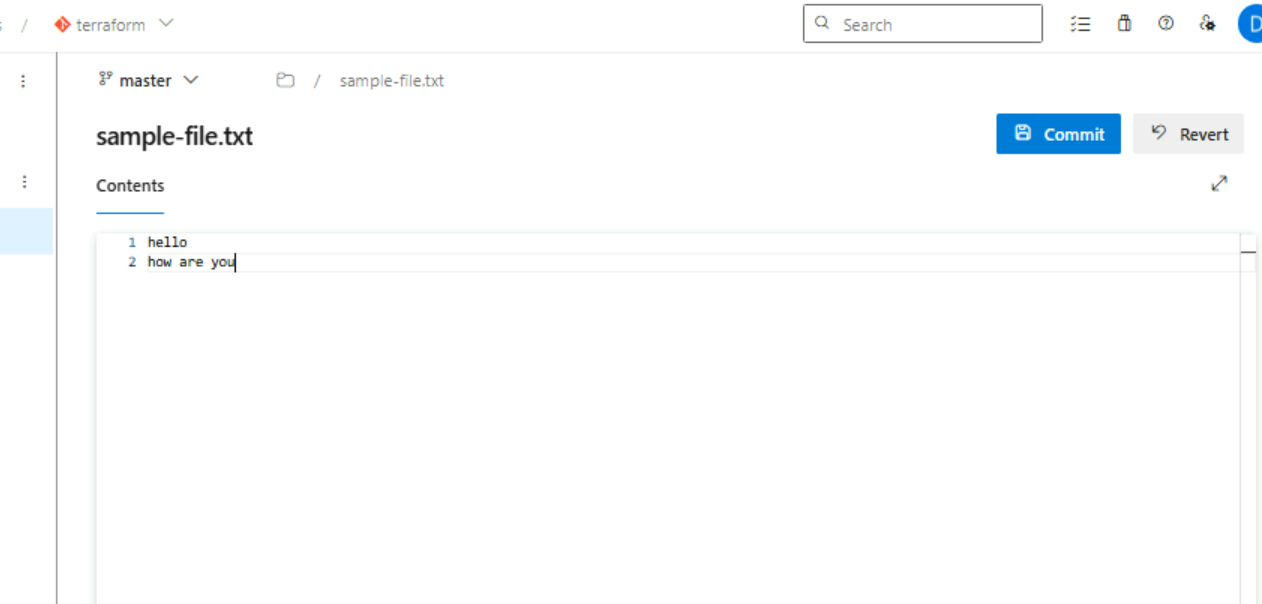 / terraform
Search
D
master
/ sample-file.txt
sample-file.txt
Commit
Revert
Contents
1 hello
2 how are you